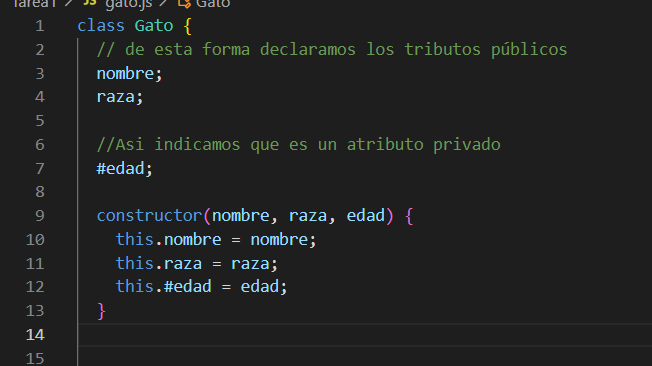 Tarea1 > JS gato.js > Gato
1 class Gato {
2 // de esta forma declaramos los tributos públicos
3 nombre;
4 raza;
5
6 //Asi indicamos que es un atributo privado
7 #edad;
8
9 constructor(nombre, raza, edad) {
10 this.nombre = nombre;
11 this.raza = raza;
12 this.#edad = edad;
13 }
14
15